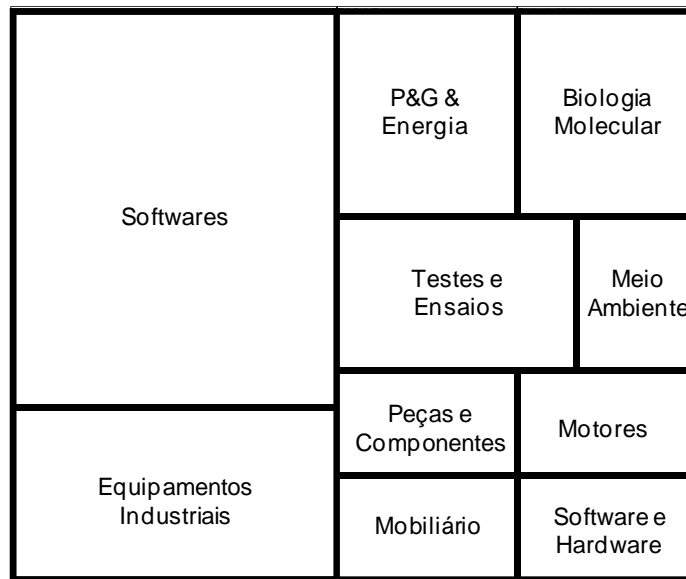 Softwares
Equipamentos
Industriais
P&G &
Energia
Biologia
Molecular
Testes e
Ensaios
Meio
Ambiente
Peças e
Componentes
Motores
Mobiliário
Software e
Hardware